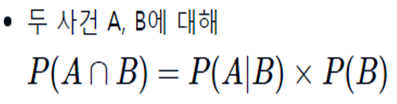 • 두 사건 A, B에 대해
P(A∩B) = P(A|B) × P(B)